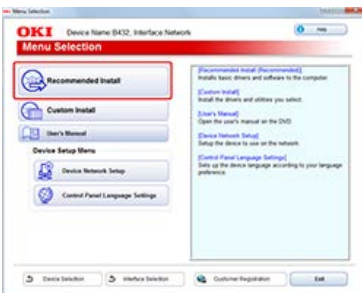 Menu Selection
OKI Device Name B432, Interface Network
Help
Menu Selection
Recommended Install
Custom Install
User's Manual
Device Setup Menu
Device Network Setup
Control Panel Language Settings
[Recommended Install (Recommended)]
Installs basic drivers and software to the computer.
[Custom Install]
Install the drivers and utilities you select.
[User's Manual]
Open the user's manual on the DVD
[Device Network Setup]
Setup the device to use on the network.
[Control Panel Language Settings]
Sets up the device language according to your language
preference.
Device Selection
Interface Selection
Customer Registration
Exit